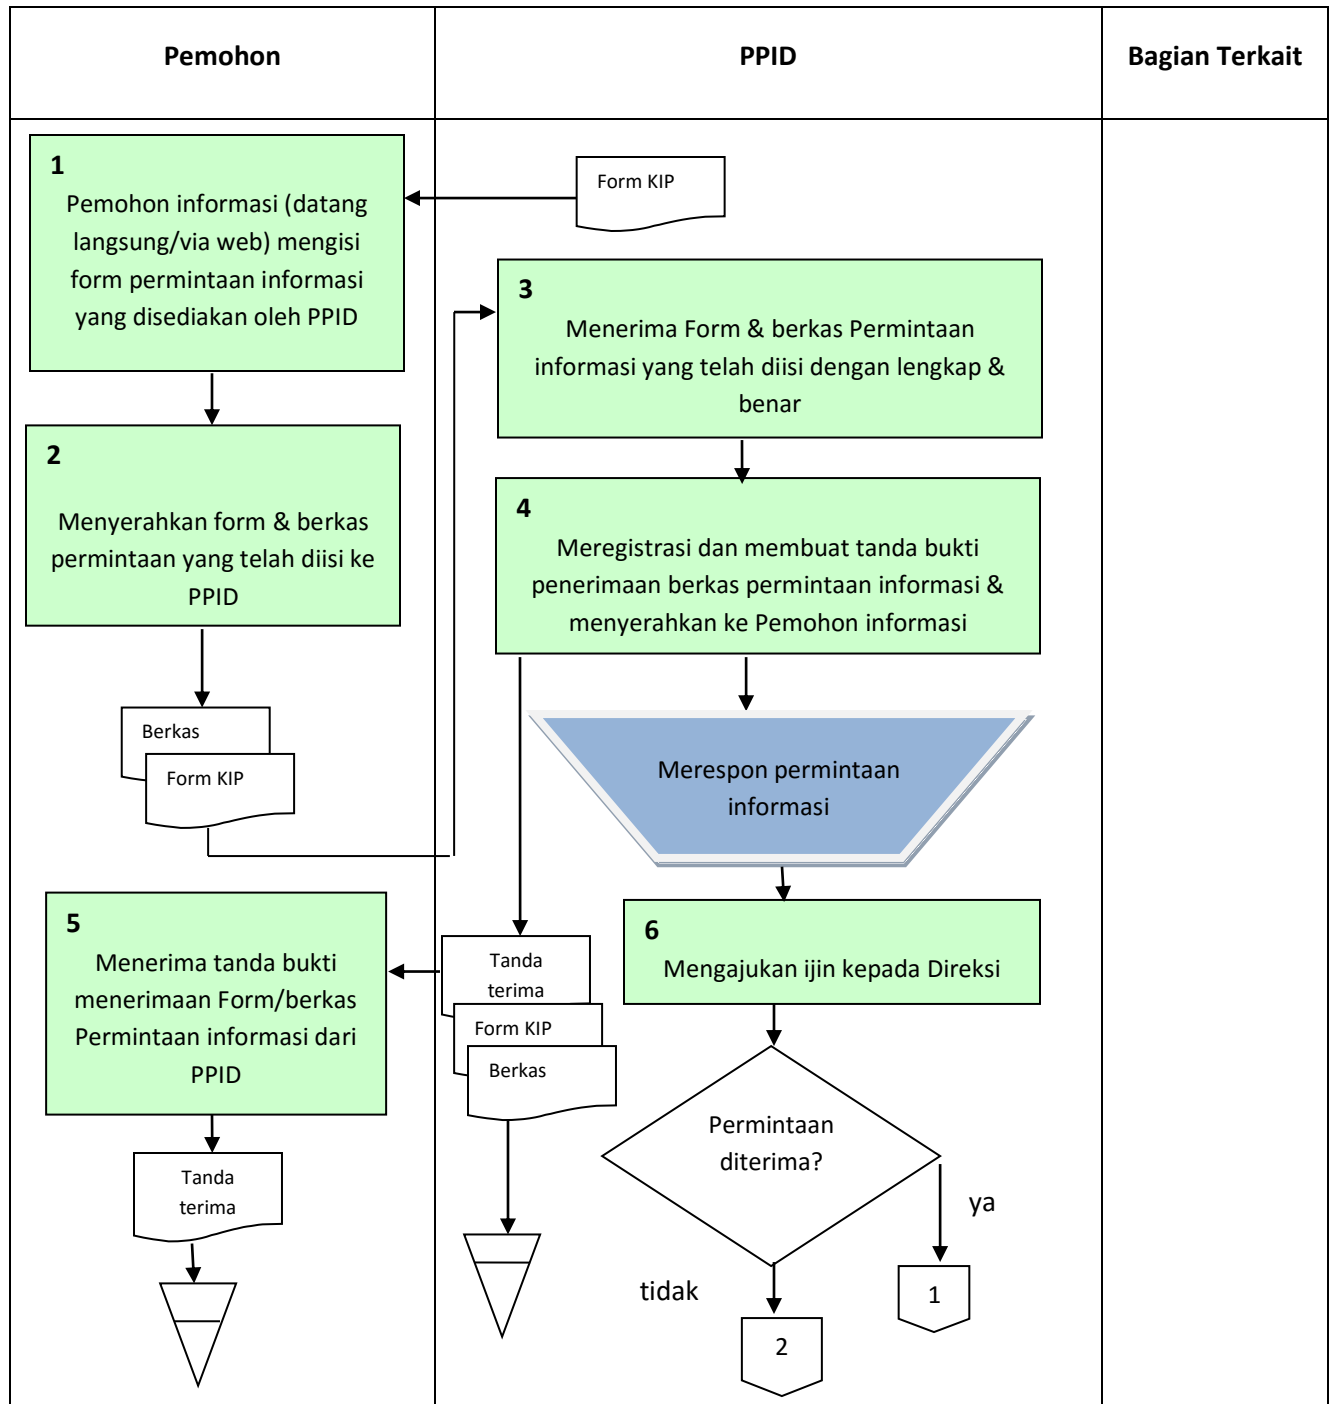 Pemohon
PPID
Bagian Terkait
1
Pemohon informasi (datang
langsung/via web) mengisi
form permintaan informasi
yang disediakan oleh PPID
Form KIP
2
Menyerahkan form & berkas
permintaan yang telah diisi ke
PPID
Berkas
Form KIP
3
Menerima Form & berkas Permintaan
informasi yang telah diisi dengan lengkap &
benar
4
Meregistrasi dan membuat tanda bukti
penerimaan berkas permintaan informasi &
menyerahkan ke Pemohon informasi
Merespon permintaan
informasi
5
Menerima tanda bukti
menerimaan Form/berkas
Permintaan informasi dari
PPID
Tanda
terima
Tanda
terima
Form KIP
Berkas
6
Mengajukan ijin kepada Direksi
Permintaan
diterima?
ya
tidak
1
2